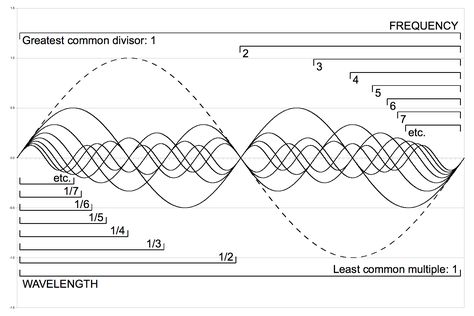 FREQUENCY
Greatest common divisor: 1
2
3
4
5
6
7
etc.
etc.
1/7
1/6
1/5
1/4
1/3
1/2
Least common multiple: 1
WAVELENGTH